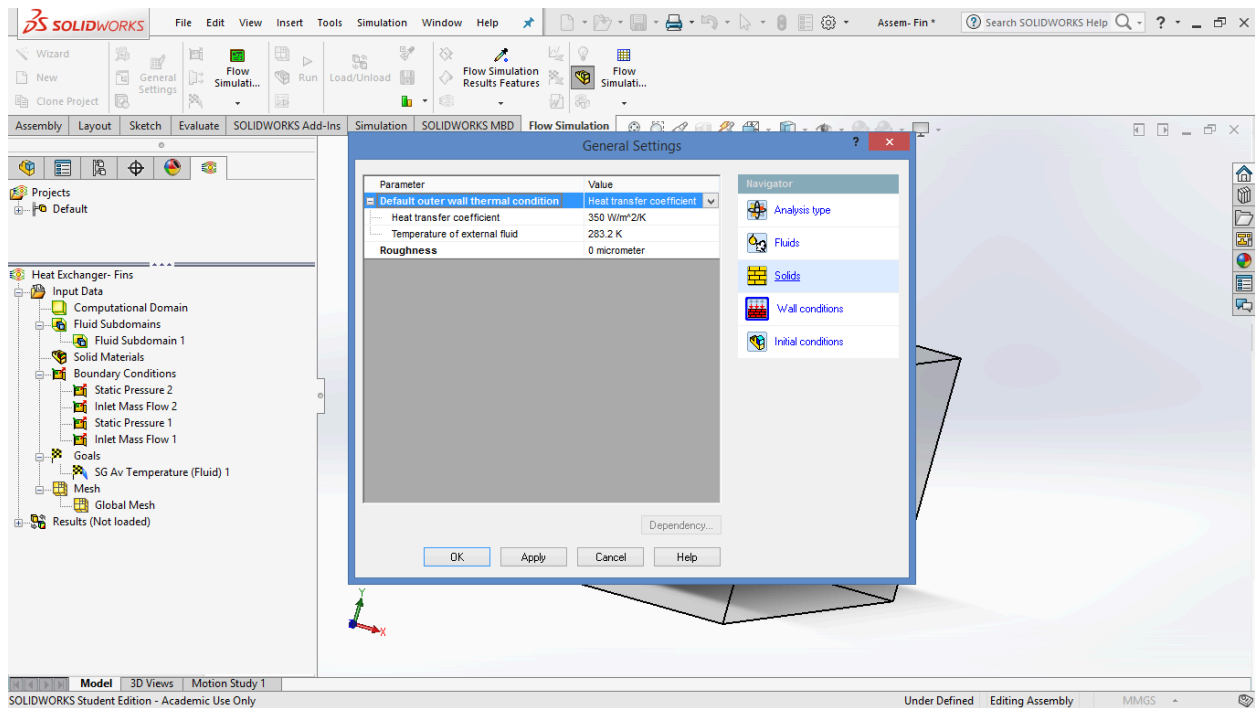 SOLIDWORKS File Edit View Insert Tools Simulation Window Help Assem- Fin * Search SOLIDWORKS Help ?
Wizard
New
Clone Project
General Settings
Flow Simulati...
Run
Load/Unload
Flow Simulation Results Features
Flow Simulati...
Assembly Layout Sketch Evaluate SOLIDWORKS Add-Ins Simulation SOLIDWORKS MBD Flow Simulation
Projects
Default
Heat Exchanger- Fins
Input Data
Computational Domain
Fluid Subdomains
Fluid Subdomain 1
Solid Materials
Boundary Conditions
Static Pressure 2
Inlet Mass Flow 2
Static Pressure 1
Inlet Mass Flow 1
Goals
SG Av Temperature (Fluid) 1
Mesh
Global Mesh
Results (Not loaded)
General Settings ? ×
Parameter Value
Default outer wall thermal condition Heat transfer coefficient
Heat transfer coefficient 350 W/m^2/K
Temperature of external fluid 283.2 K
Roughness 0 micrometer
Dependency...
OK Apply Cancel Help
Navigator
Analysis type
Fluids
Solids
Wall conditions
Initial conditions
Y
X
Model 3D Views Motion Study 1
SOLIDWORKS Student Edition - Academic Use Only Under Defined Editing Assembly MMGS